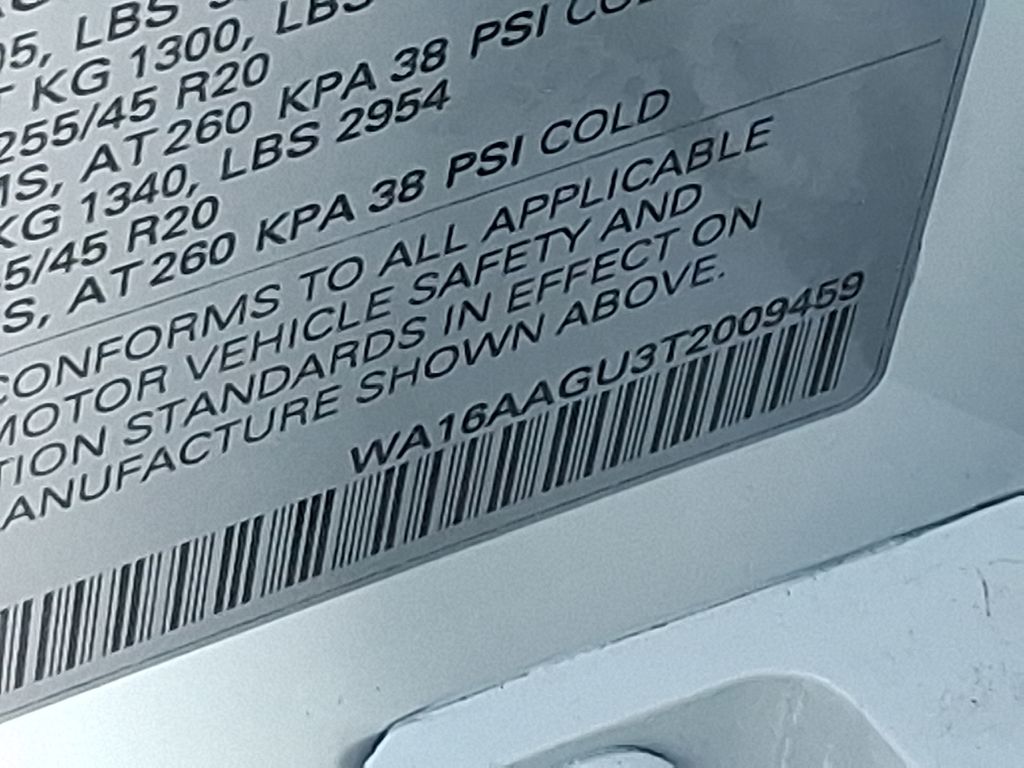 05, LBS
KG 1300, LBS
255/45 R20
AT 260 KPA 38 PSI
KG 1340, LBS 2954
5/45 R20
S, AT 260 KPA 38 PSI COLD
CONFORMS TO ALL APPLICABLE
MOTOR VEHICLE SAFETY AND
TION STANDARDS IN EFFECT ON
ANUFACTURE SHOWN ABOVE.
WA16AAGU3T2009459